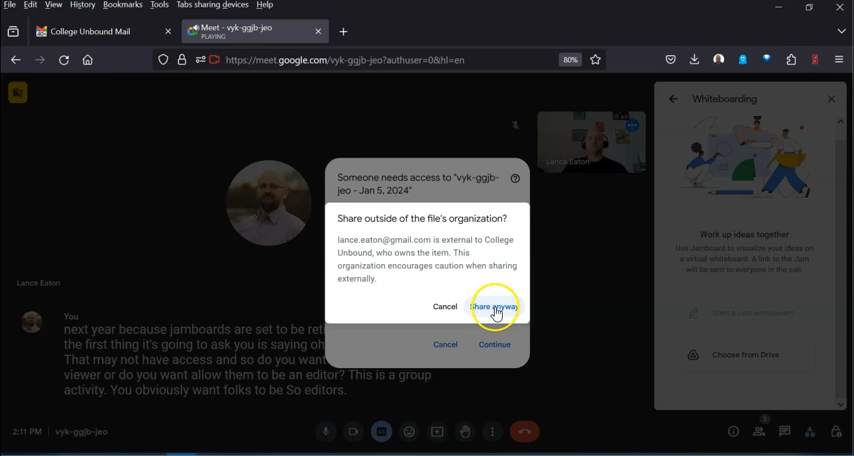 File Edit View History Bookmarks Tools Tabs sharing devices Help
College Unbound Mail
Meet - vyk-ggjb-jeo
PLAYING
https://meet.google.com/vyk-ggjb-jeo?authuser=0&hl=en
80%
Whiteboarding
Lance Eaton
Someone needs access to "vyk-ggjb-
jeo - Jan 5, 2024"
Share outside of the file's organization?
lance.eaton@gmail.com is external to College
Unbound, who owns the item. This
organization encourages caution when sharing
externally.
Cancel
Share anyway
Cancel
Continue
Work up ideas together
Use Jamboard to visualize your ideas on
a virtual whiteboard. A link to the Jam
will be sent to everyone in the call.
Start a new whiteboard
Choose from Drive
Lance Eaton
You
next year because jamboards are set to be ret
the first thing it's going to ask you is saying oh
That may not have access and so do you want
viewer or do you want allow them to be an editor? This is a group
activity. You obviously want folks to be So editors.
2:11 PM
vyk-ggjb-jeo